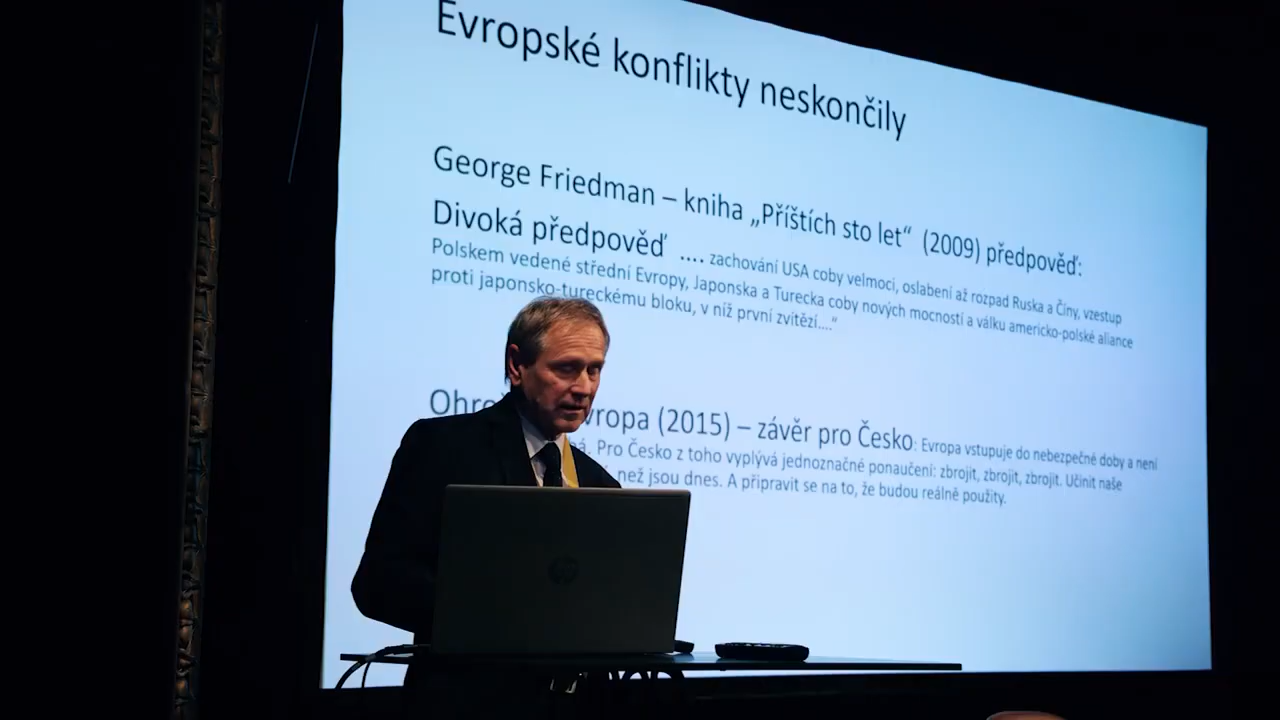 Evropské konflikty neskončily
George Friedman – kniha „Příštích sto let“ (2009) předpověď:
Divoká předpověď .... zachování USA coby velmoci, oslabení až rozpad Ruska a Číny, vzestup
Polskem vedené střední Evropy, Japonska a Turecka coby nových mocností a válku americko-polské aliance
proti japonsko-tureckému bloku, v níž první zvítězí....“
(2015) – závěr pro Česko: Evropa vstupuje do nebezpečné doby a není
Pro Česko z toho vyplývá jednoznačné ponaučení: zbrojit, zbrojit, zbrojit. Učinit naše
než jsou dnes. A připravit se na to, že budou reálně použity.
hp